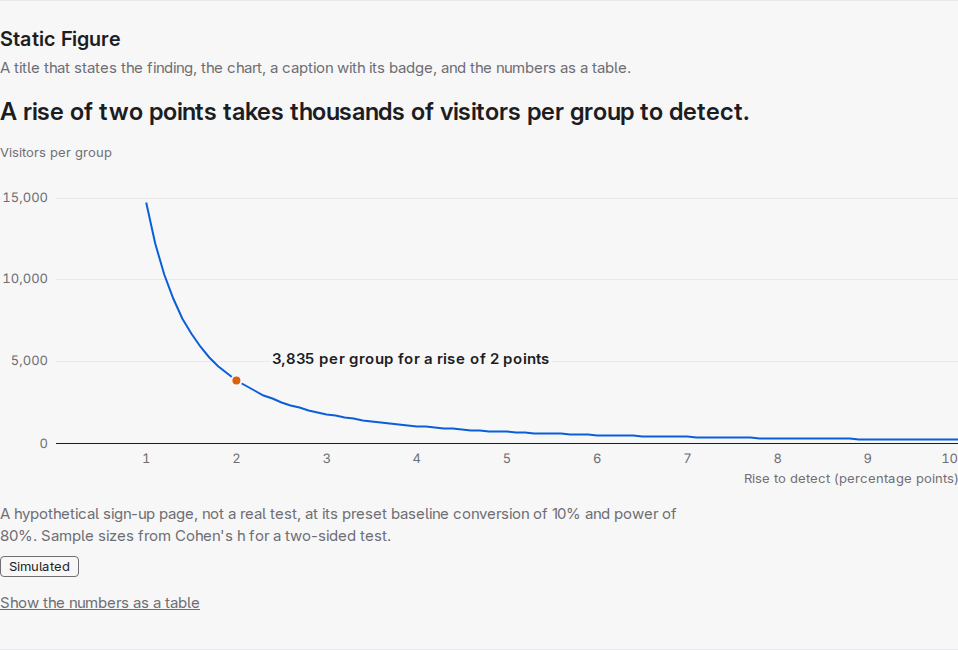 Static Figure
A title that states the finding, the chart, a caption with its badge, and the numbers as a table.
A rise of two points takes thousands of visitors per group to detect.
Visitors per group
15,000
10,000
5,000
3,835 per group for a rise of 2 points
0
1 2 3 4 5 6 7 8 9 10
Rise to detect (percentage points)
A hypothetical sign-up page, not a real test, at its preset baseline conversion of 10% and power of
80%. Sample sizes from Cohen's h for a two-sided test.
Simulated
Show the numbers as a table